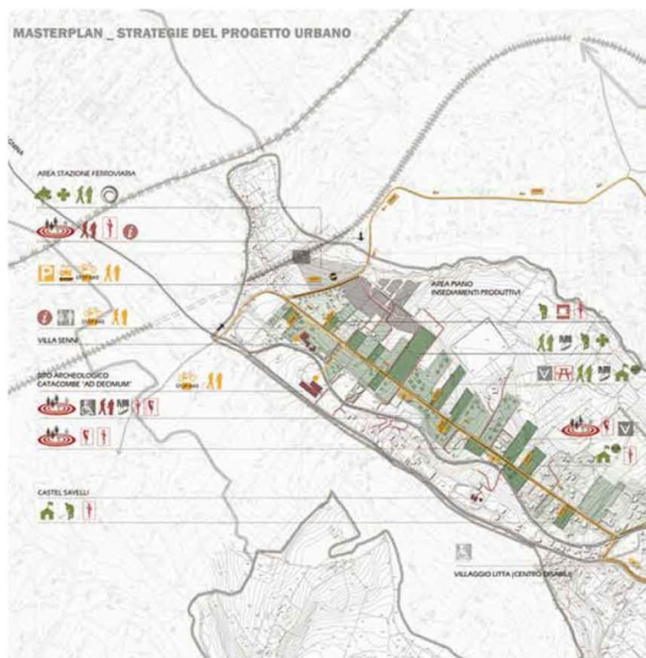 MASTERPLAN _ STRATEGIE DEL PROGETTO URBANO
AREA STAZIONE FERROVIARIA
AREA PIANO
INSEDIAMENTI PRODUTTIVI
VILLA SENNI
SITO ARCHEOLOGICO
CATACOMBE 'AD DECIMUM'
CASTEL SAVELLI
VILLAGGIO LITTA (CENTRO DISABILI)